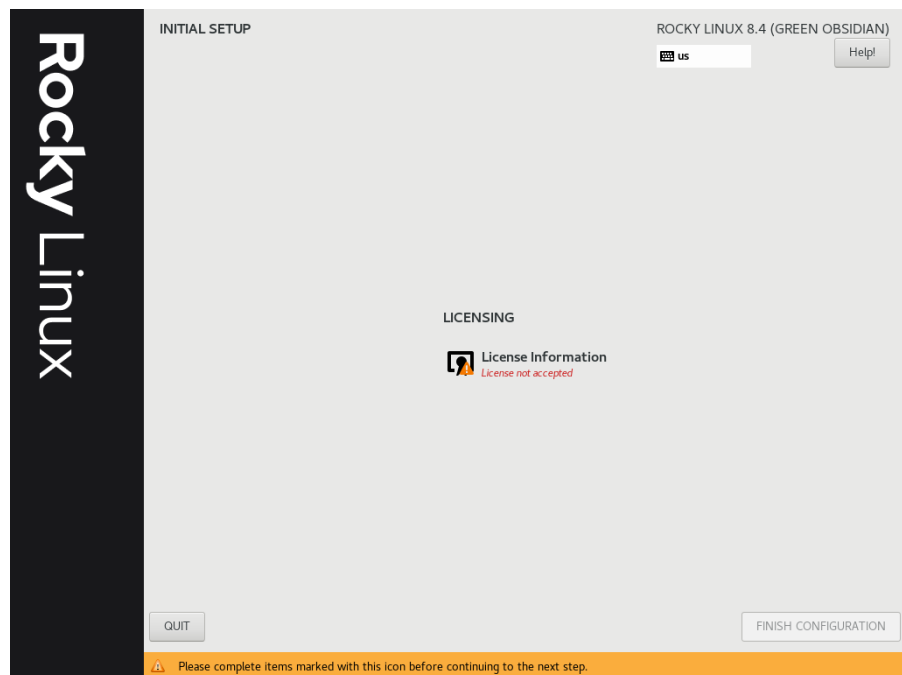 Rocky Linux
INITIAL SETUP
ROCKY LINUX 8.4 (GREEN OBSIDIAN)
us
Help!
LICENSING
License Information
License not accepted
QUIT
FINISH CONFIGURATION
Please complete items marked with this icon before continuing to the next step.